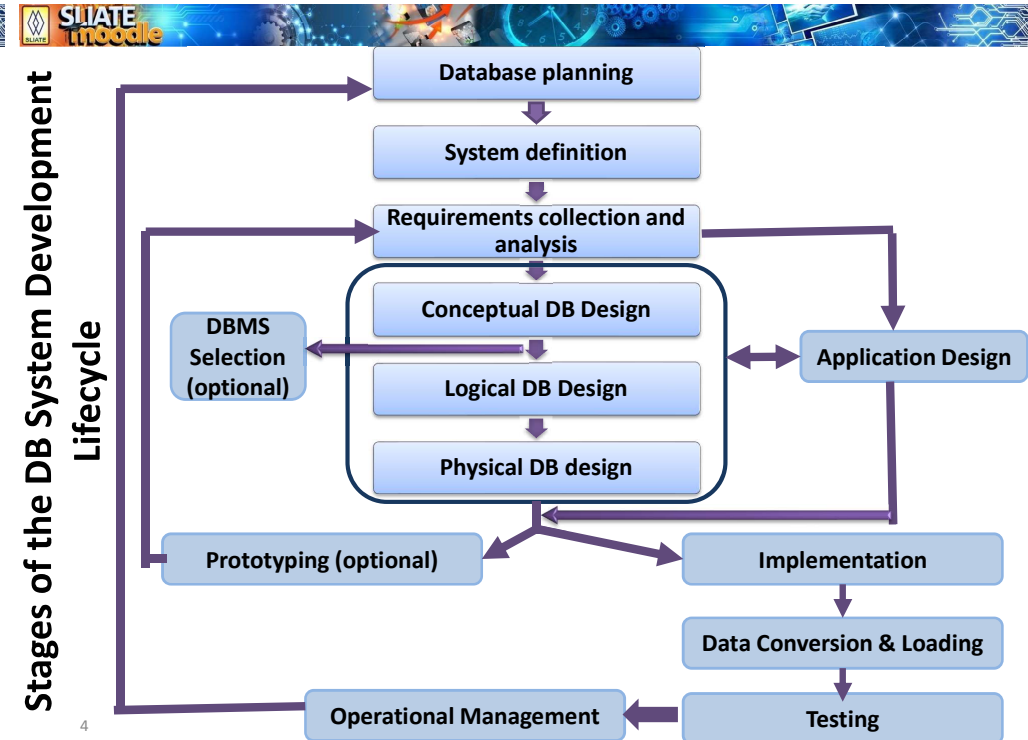 SLIATE
SLIATE
moodle
Stages of the DB System Development
Lifecycle
Database planning
System definition
Requirements collection and
analysis
Conceptual DB Design
DBMS
Selection
(optional)
Application Design
Logical DB Design
Physical DB design
Prototyping (optional)
Implementation
Data Conversion & Loading
Operational Management
Testing
4